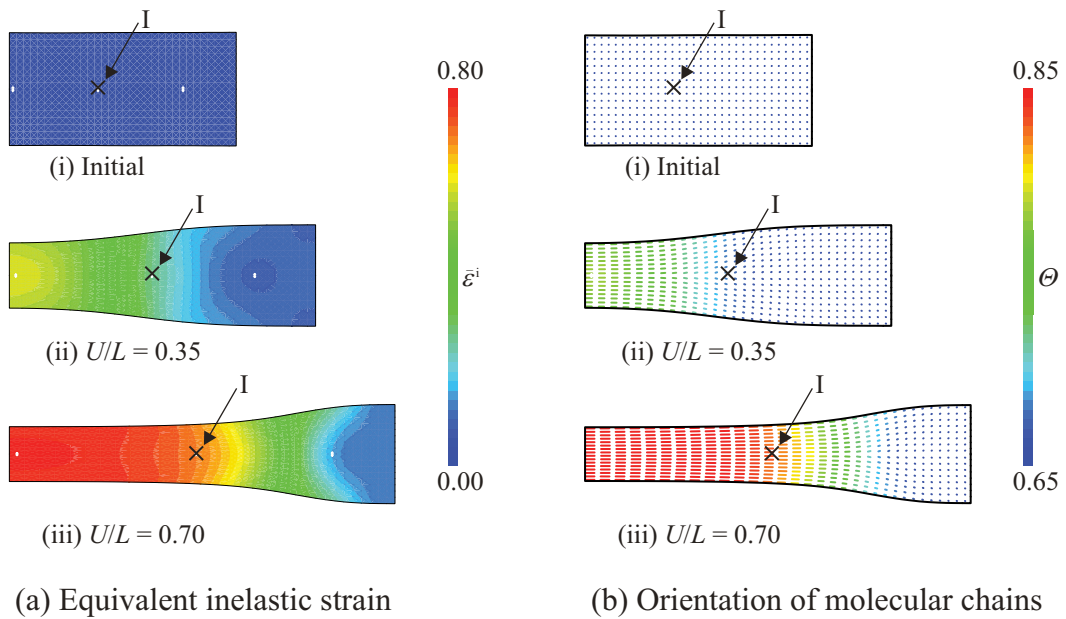 I
(i) Initial
I
(ii) U/L = 0.35
I
(iii) U/L = 0.70
0.80
ε̄ⁱ
0.00
(a) Equivalent inelastic strain
I
(i) Initial
I
(ii) U/L = 0.35
I
(iii) U/L = 0.70
0.85
Θ
0.65
(b) Orientation of molecular chains